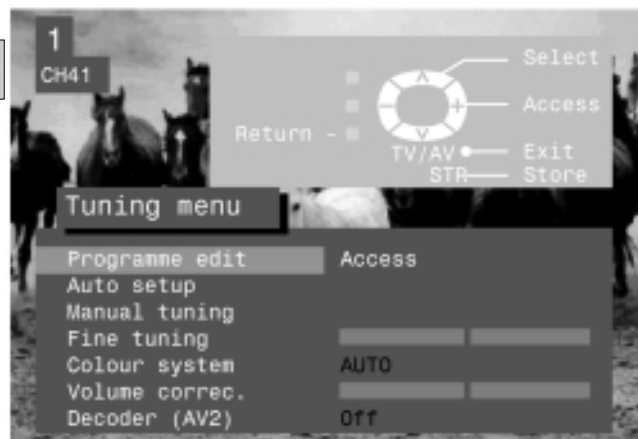 1
CH41
Select
Access
Return
TV/AV
Exit
STR
Store
Tuning menu
Programme edit Access
Auto setup
Manual tuning
Fine tuning
Colour system AUTO
Volume correc.
Decoder (AV2) Off